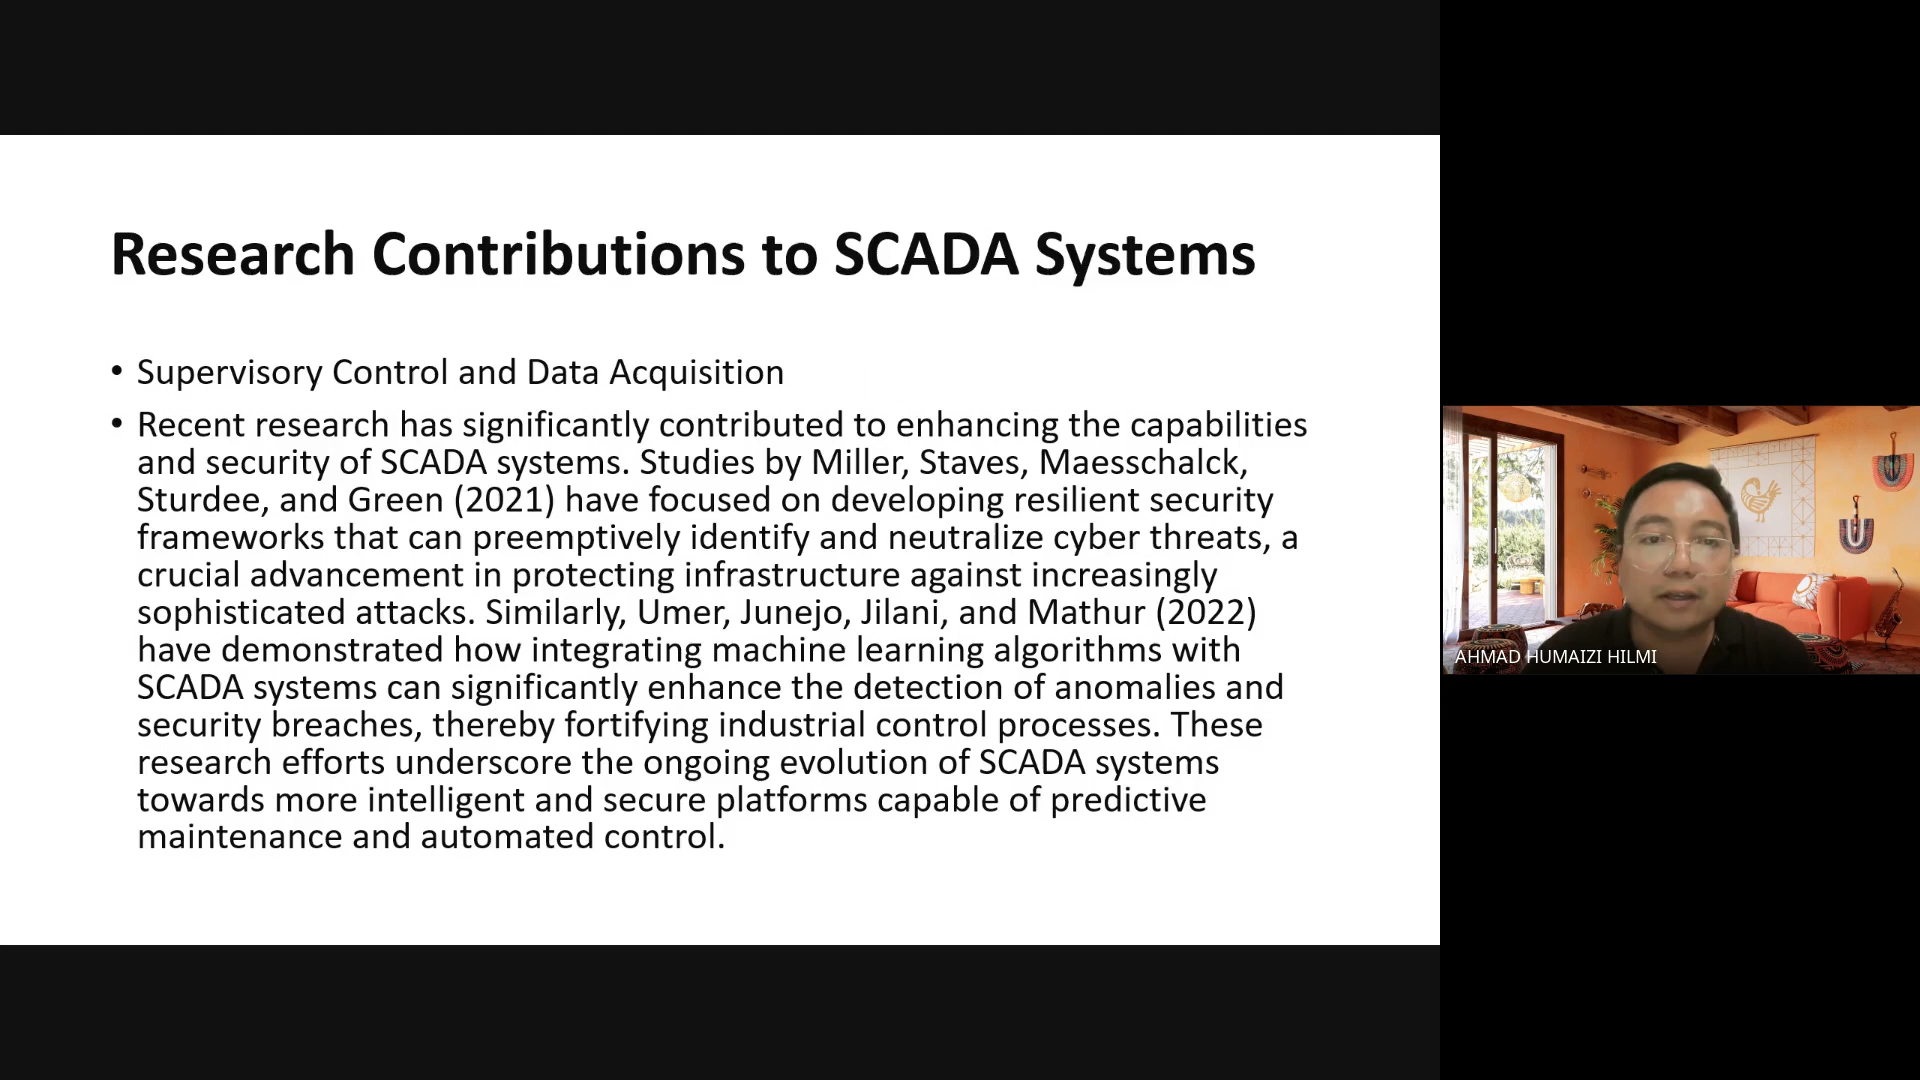 Research Contributions to SCADA Systems
• Supervisory Control and Data Acquisition
• Recent research has significantly contributed to enhancing the capabilities
and security of SCADA systems. Studies by Miller, Staves, Maesschalck,
Sturdee, and Green (2021) have focused on developing resilient security
frameworks that can preemptively identify and neutralize cyber threats, a
crucial advancement in protecting infrastructure against increasingly
sophisticated attacks. Similarly, Umer, Junejo, Jilani, and Mathur (2022)
have demonstrated how integrating machine learning algorithms with
SCADA systems can significantly enhance the detection of anomalies and
security breaches, thereby fortifying industrial control processes. These
research efforts underscore the ongoing evolution of SCADA systems
towards more intelligent and secure platforms capable of predictive
maintenance and automated control.
AHMAD HUMAIZI HILMI